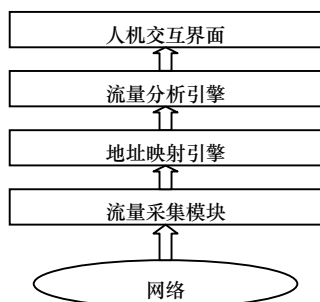 人机交互界面
流量分析引擎
地址映射引擎
流量采集模块
网络